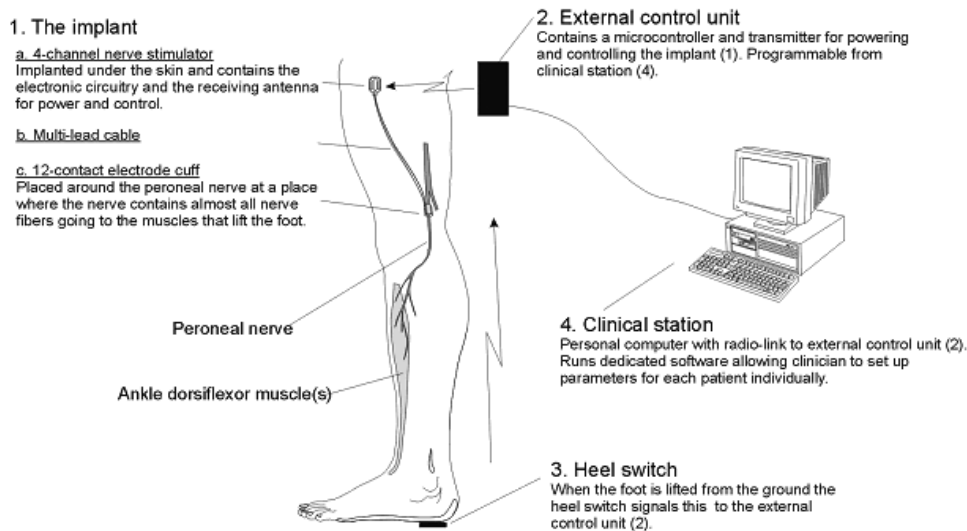 1. The implant
a. 4-channel nerve stimulator
Implanted under the skin and contains the
electronic circuitry and the receiving antenna
for power and control.
b. Multi-lead cable
c. 12-contact electrode cuff
Placed around the peroneal nerve at a place
where the nerve contains almost all nerve
fibers going to the muscles that lift the foot.
Peroneal nerve
Ankle dorsiflexor muscle(s)
2. External control unit
Contains a microcontroller and transmitter for powering
and controlling the implant (1). Programmable from
clinical station (4).
4. Clinical station
Personal computer with radio-link to external control unit (2).
Runs dedicated software allowing clinician to set up
parameters for each patient individually.
3. Heel switch
When the foot is lifted from the ground the
heel switch signals this to the external
control unit (2).